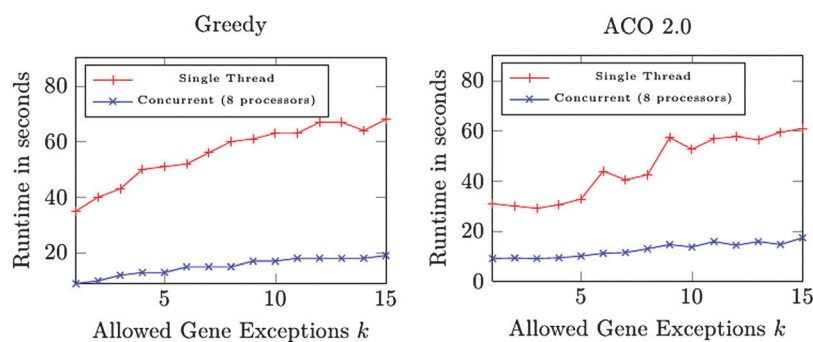 Greedy
Runtime in seconds
80
60
40
20
Single Thread
Concurrent (8 processors)
5
10
15
Allowed Gene Exceptions k
ACO 2.0
Runtime in seconds
80
60
40
20
0
Single Thread
Concurrent (8 processors)
5
10
15
Allowed Gene Exceptions k